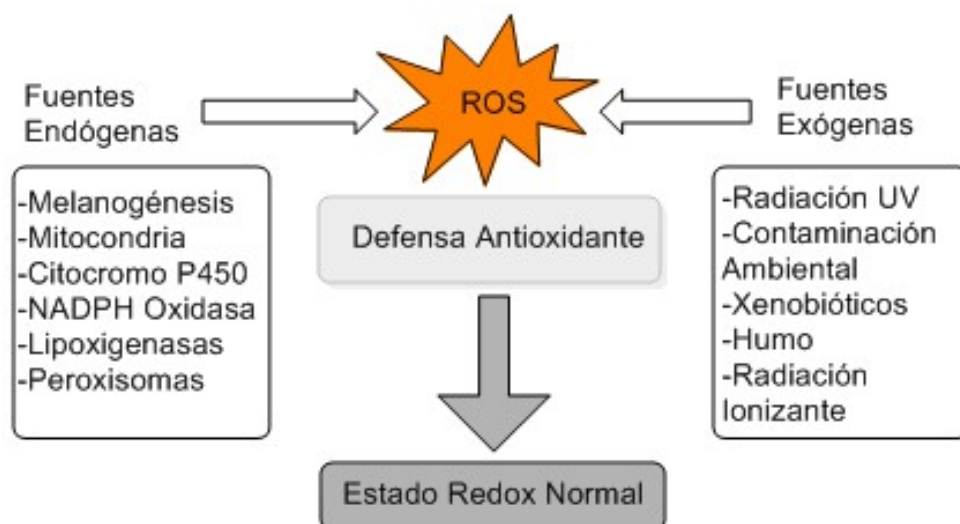 Fuentes
Endógenas
ROS
Fuentes
Exógenas
-Melanogénesis
-Mitocondria
-Citocromo P450
-NADPH Oxidasa
-Lipoxigenasas
-Peroxisomas
Defensa Antioxidante
-Radiación UV
-Contaminación
Ambiental
-Xenobióticos
-Humo
-Radiación
Ionizante
Estado Redox Normal